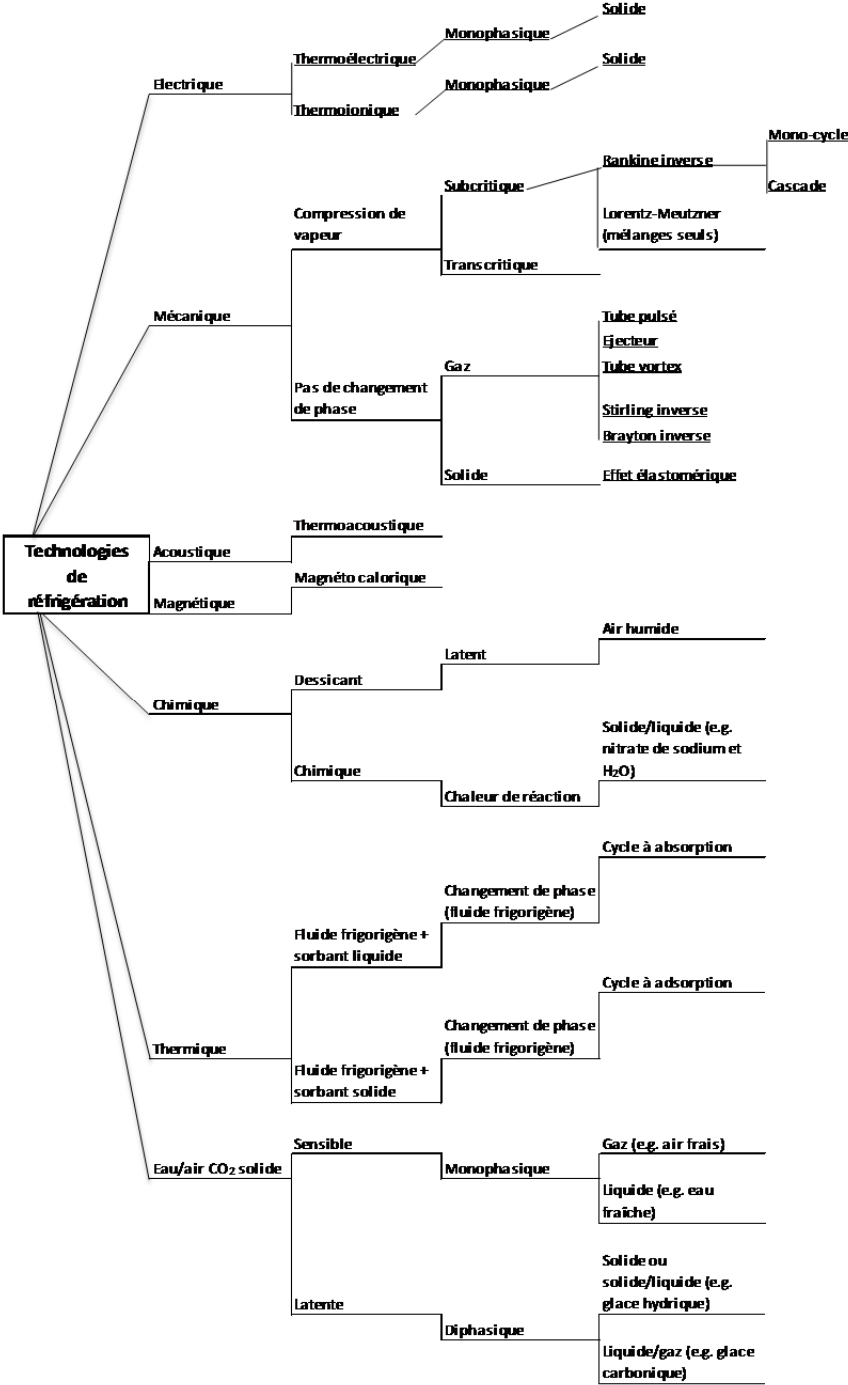 Solide
Monophasique
Thermoélectrique
Solide
Electrique
Monophasique
Thermoionique
Mono-cycle
Rankine inverse
Subcritique
Cascade
Compression de
vapeur
Lorentz-Meutzner
(mélanges seuls)
Transcritique
Mécanique
Tube pulsé
Ejecteur
Gaz
Tube vortex
Pas de changement
de phase
Stirling inverse
Brayton inverse
Solide
Effet élastomérique
Thermoacoustique
Technologies
de
réfrigération
Acoustique
Magnéto calorique
Magnétique
Air humide
Latent
Dessicant
Chimique
Solide/liquide (e.g.
nitrate de sodium et
H₂O)
Chimique
Chaleur de réaction
Cycle à absorption
Changement de phase
(fluide frigorigène)
Fluide frigorigène +
sorbant liquide
Cycle à adsorption
Changement de phase
(fluide frigorigène)
Thermique
Fluide frigorigène +
sorbant solide
Sensible
Gaz (e.g. air frais)
Eau/air CO₂ solide
Monophasique
Liquide (e.g. eau
fraîche)
Solide ou
solide/liquide (e.g.
glace hydrique)
Latente
Diphasique
Liquide/gaz (e.g. glace
carbonique)